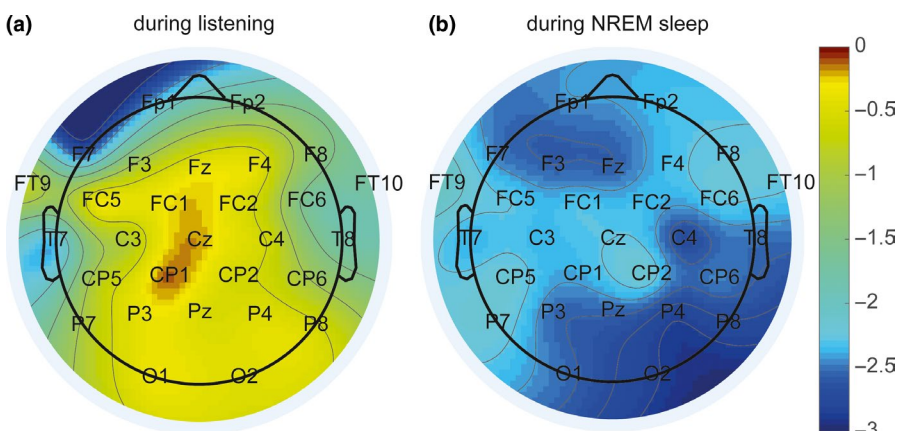 (a) during listening
Fp1 Fp2
F7 F3 Fz F4 F8
FT9 FT10
FC5 FC1 FC2 FC6
T7 C3 Cz C4 T8
CP5 CP1 CP2 CP6
P7 P3 Pz P4 P8
O1 O2
(b) during NREM sleep
Fp1 Fp2
F7 F3 Fz F4 F8
FT9 FT10
FC5 FC1 FC2 FC6
T7 C3 Cz C4 T8
CP5 CP1 CP2 CP6
P7 P3 Pz P4 P8
O1 O2
0
−0.5
−1
−1.5
−2
−2.5
−3